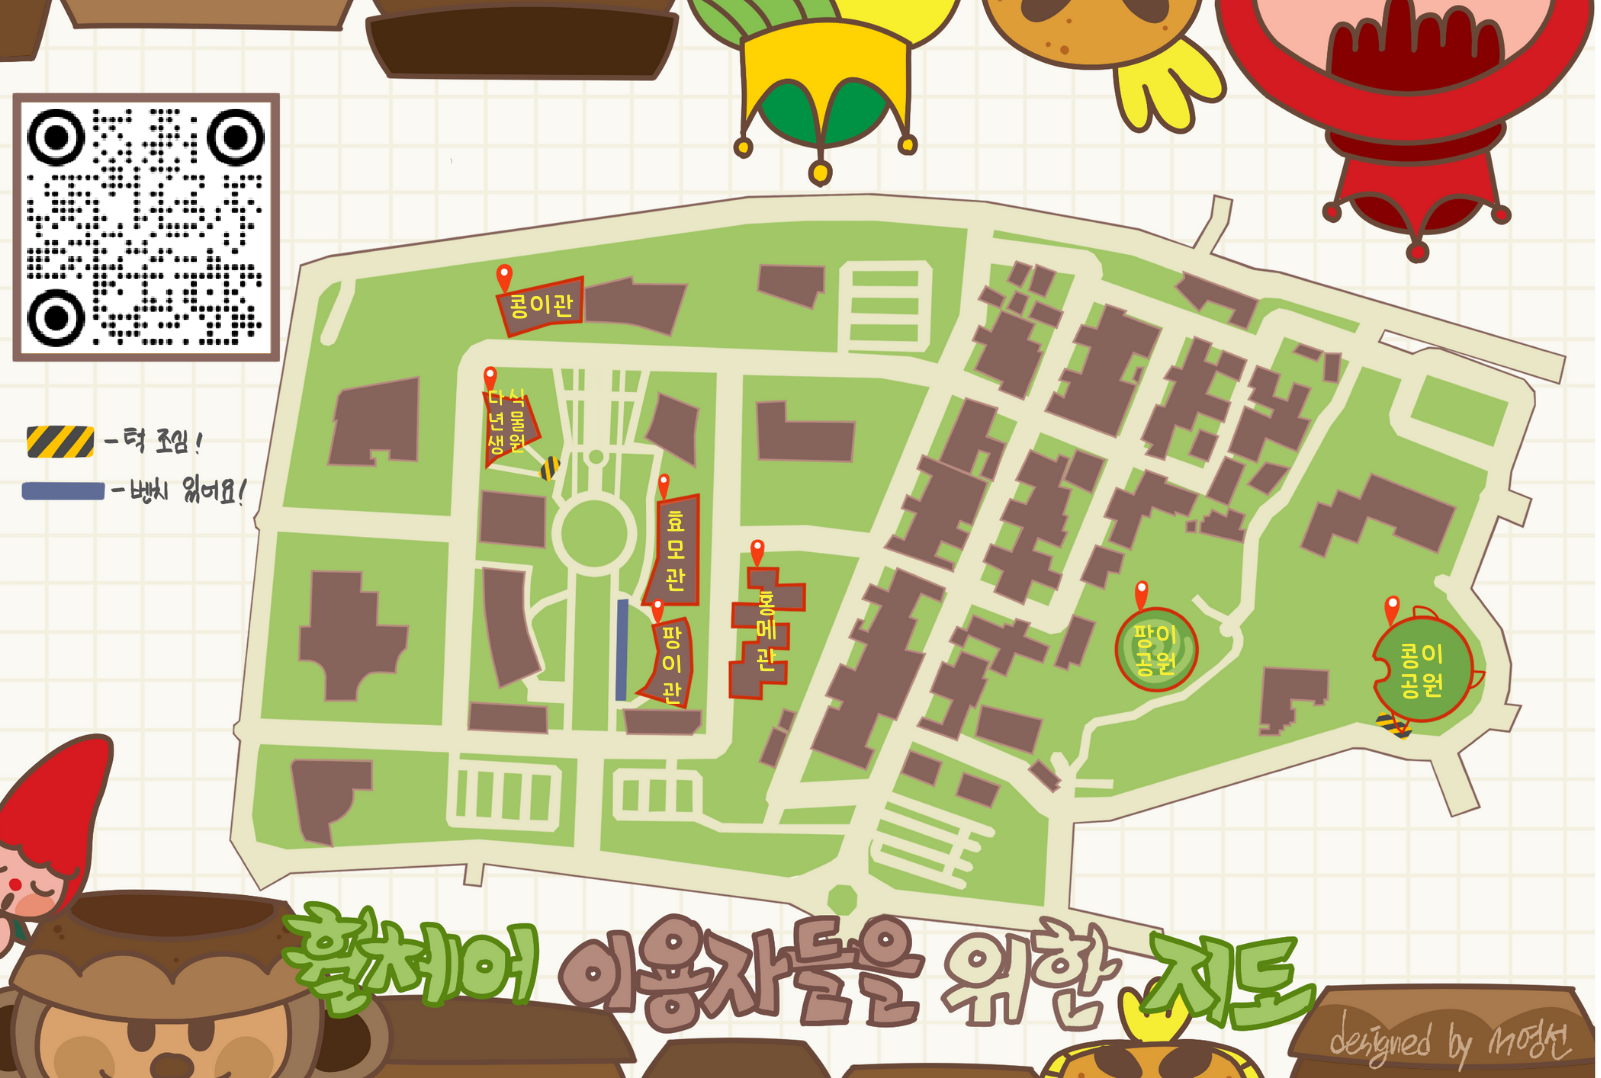 콩이관
다 식
년 물
생 원
효
모
관
팡
이
관
홍
메
관
팡이
공원
콩이
공원
- 턱 조심!
- 벤치 있어요!
휠체어 이용자들을 위한 지도
designed by 서영진